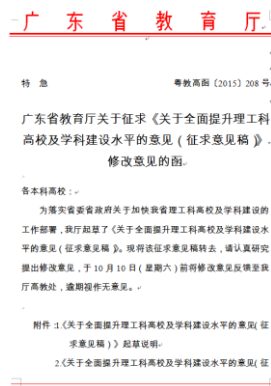 广东省教育厅
特 急 粤教高函〔2015〕208 号
广东省教育厅关于征求《关于全面提升理工科
高校及学科建设水平的意见（征求意见稿）》
修改意见的函
各本科高校：
为落实省委省政府关于加快我省理工科高校及学科建设的
工作部署，我厅起草了《关于全面提升理工科高校及学科建设水
平的意见（征求意见稿）》。现将该征求意见稿转去，请认真研究
提出修改意见，于 10 月 10 日（星期六）前将修改意见反馈至我
厅高教处，逾期视作无意见。
附件：1《关于全面提升理工科高校及学科建设水平的意见（征
求意见稿）》起草说明
2《关于全面提升理工科高校及学科建设水平的意见（征